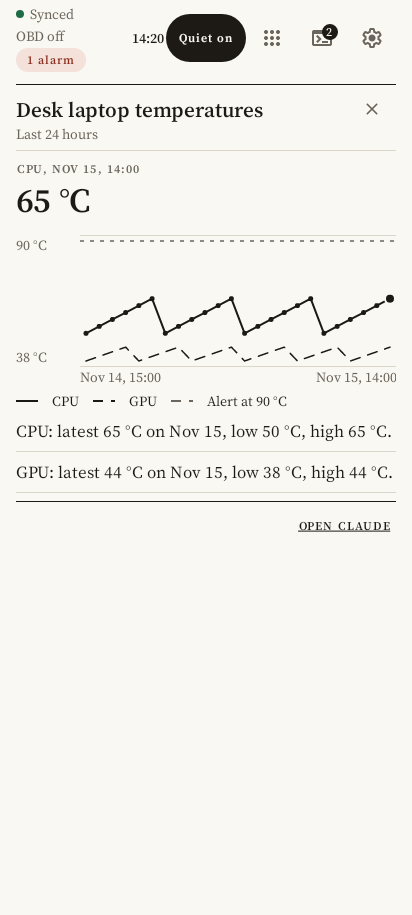 Synced
OBD off
1 alarm
14:20
Quiet on
2
Desk laptop temperatures
Last 24 hours
CPU, NOV 15, 14:00
65 °C
90 °C
38 °C
Nov 14, 15:00
Nov 15, 14:00
CPU
GPU
Alert at 90 °C
CPU: latest 65 °C on Nov 15, low 50 °C, high 65 °C.
GPU: latest 44 °C on Nov 15, low 38 °C, high 44 °C.
OPEN CLAUDE